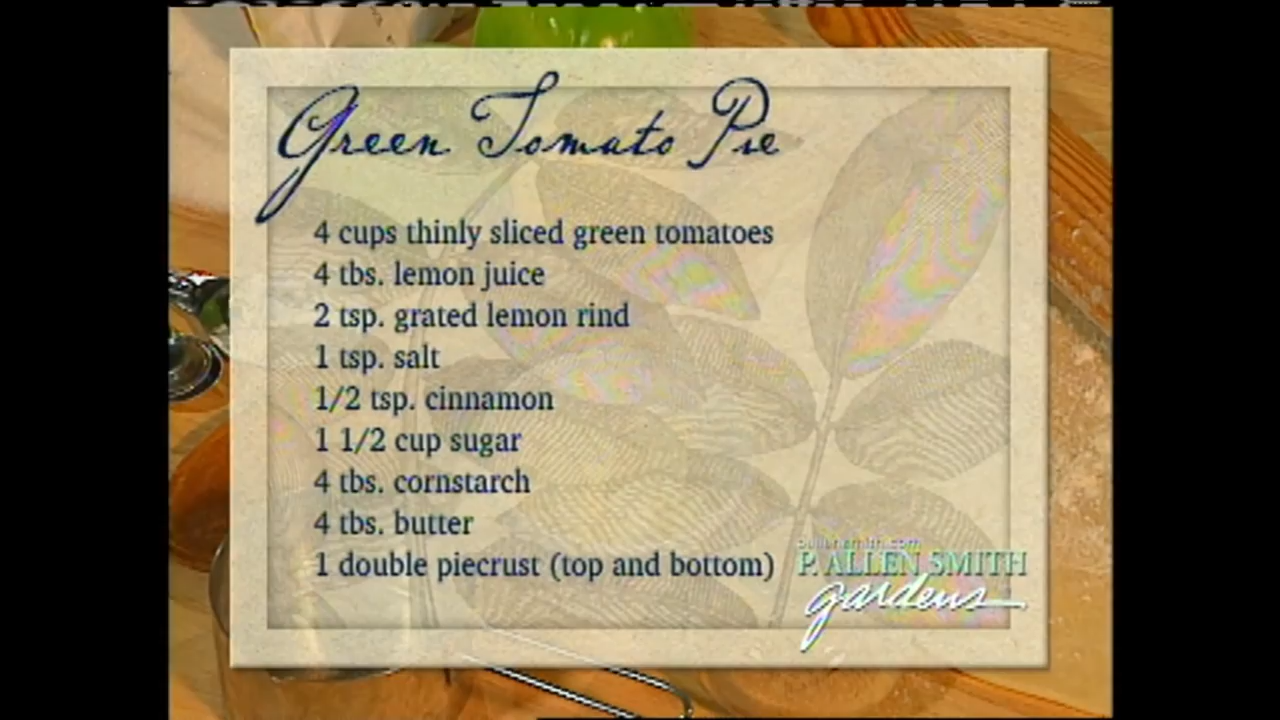 Green Tomato Pie
4 cups thinly sliced green tomatoes
4 tbs. lemon juice
2 tsp. grated lemon rind
1 tsp. salt
1/2 tsp. cinnamon
1 1/2 cup sugar
4 tbs. cornstarch
4 tbs. butter
1 double piecrust (top and bottom)
pallensmith.com
P. ALLEN SMITH
gardens